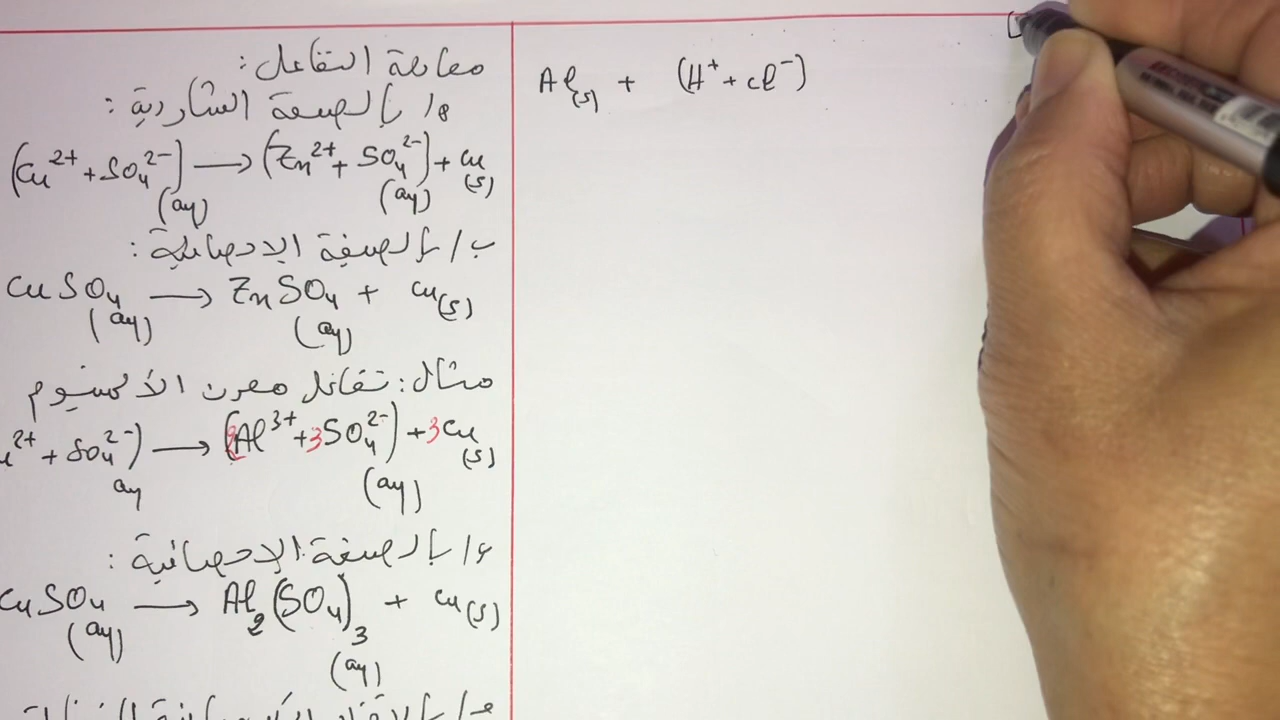 معادلة التفاعل:
أ/ بالصيغة الشاردية:
(Cu²⁺ + SO₄²⁻)(aq) → (Zn²⁺ + SO₄²⁻)(aq) + Cu(s)
ب/ بالصيغة الإحصائية:
CuSO₄(aq) → ZnSO₄(aq) + Cu(s)
مثال: تفاعل معدن الألمنيوم
²⁺ + SO₄²⁻)aq → (2Al³⁺ + 3SO₄²⁻)(aq) + 3Cu(s)
بالصيغة الإحصائية:
CuSO₄(aq) → Al₂(SO₄)₃(aq) + Cu(s)
Al(s) + (H⁺ + Cl⁻)